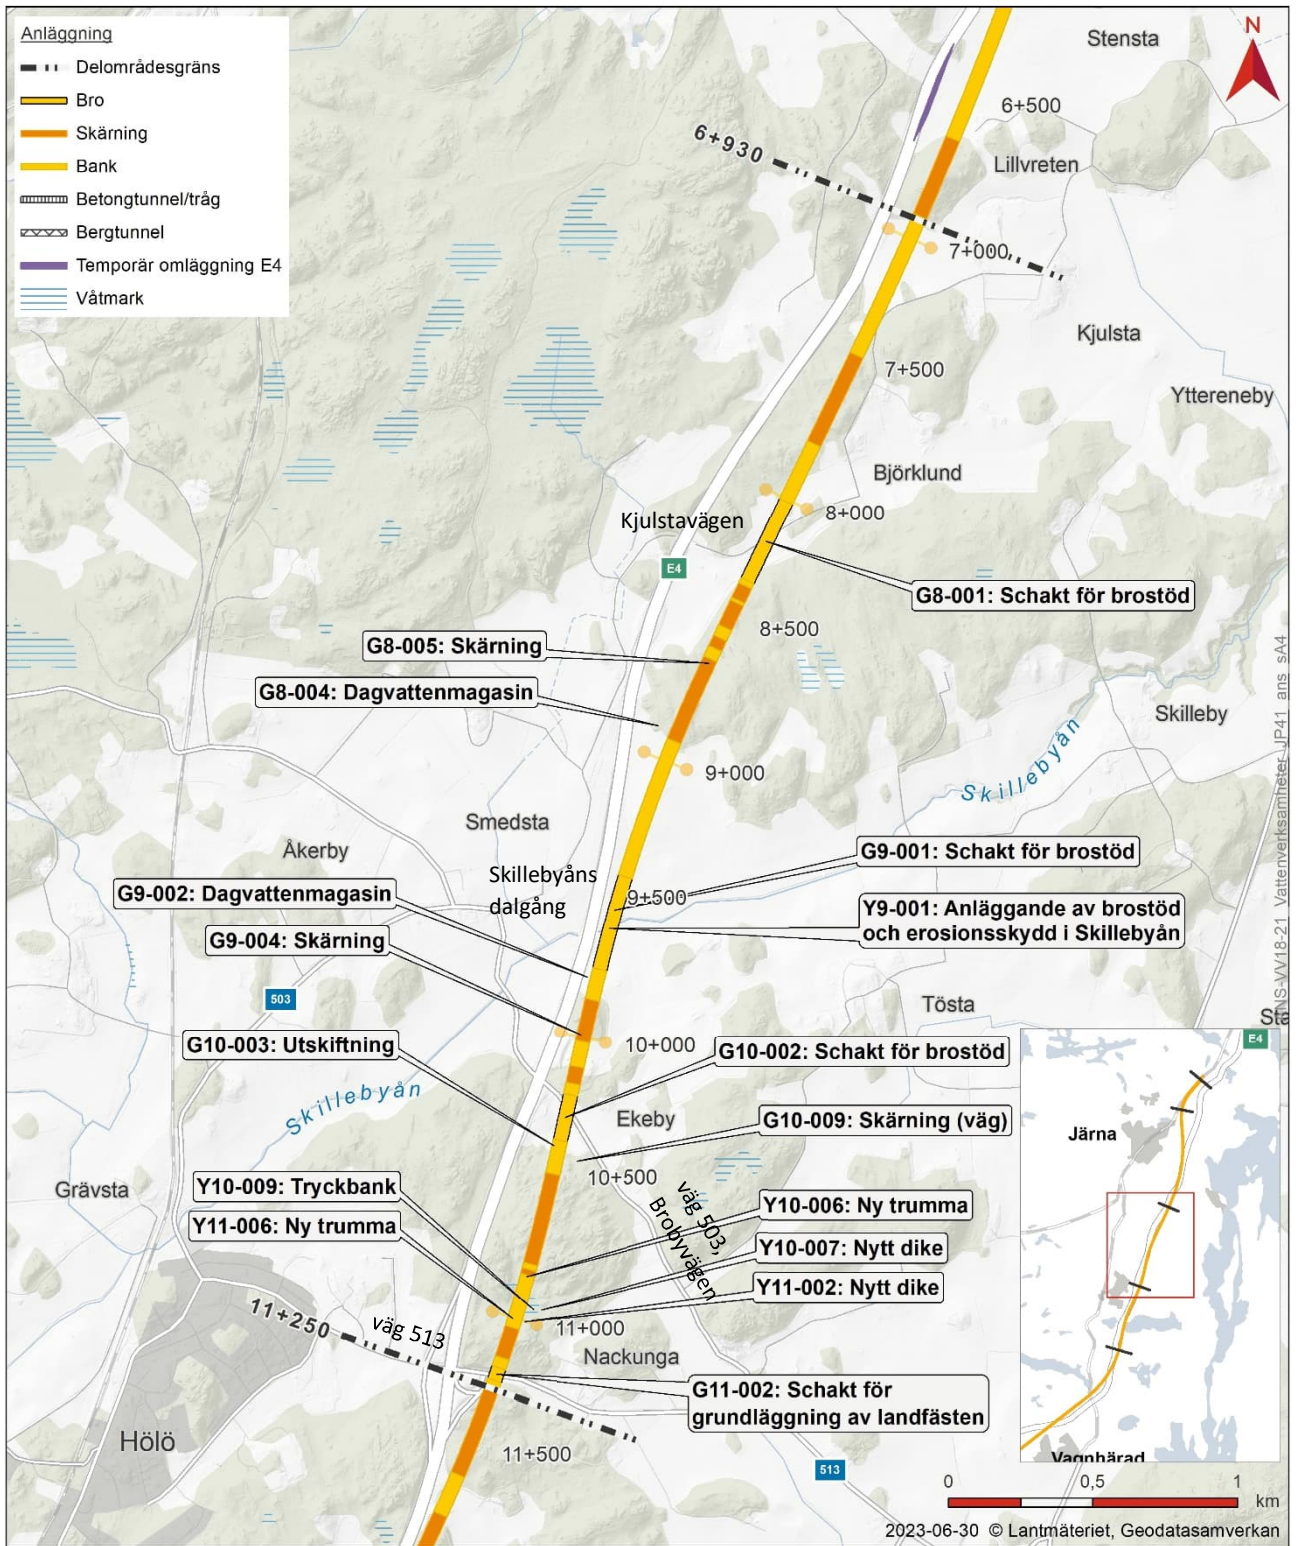 Anläggning
Delområdesgräns
Bro
Skärning
Bank
Betongtunnel/tråg
Bergtunnel
Temporär omläggning E4
Våtmark
N
Stensta
6+500
6+930
Lillvreten
7+000
Kjulsta
7+500
Yttereneby
Björklund
8+000
Kjulstavägen
E4
G8-001: Schakt för brostöd
8+500
G8-005: Skärning
G8-004: Dagvattenmagasin
Skilleby
Skillebyån
9+000
Smedsta
Åkerby
G9-001: Schakt för brostöd
Skillebyåns
dalgång
G9-002: Dagvattenmagasin
9+500
Y9-001: Anläggande av brostöd
och erosionsskydd i Skillebyån
G9-004: Skärning
503
Tösta
10+000
G10-003: Utskiftning
G10-002: Schakt för brostöd
Skillebyån
Ekeby
G10-009: Skärning (väg)
10+500
Grävsta
Y10-009: Tryckbank
Y11-006: Ny trumma
väg 503,
Brobyvägen
Y10-006: Ny trumma
Y10-007: Nytt dike
Y11-002: Nytt dike
11+250
väg 513
11+000
Nackunga
G11-002: Schakt för
grundläggning av landfästen
Hölö
11+500
513
E4
Järna
Vagnhärad
0 0,5 1
km
2023-06-30 © Lantmäteriet, Geodatasamverkan